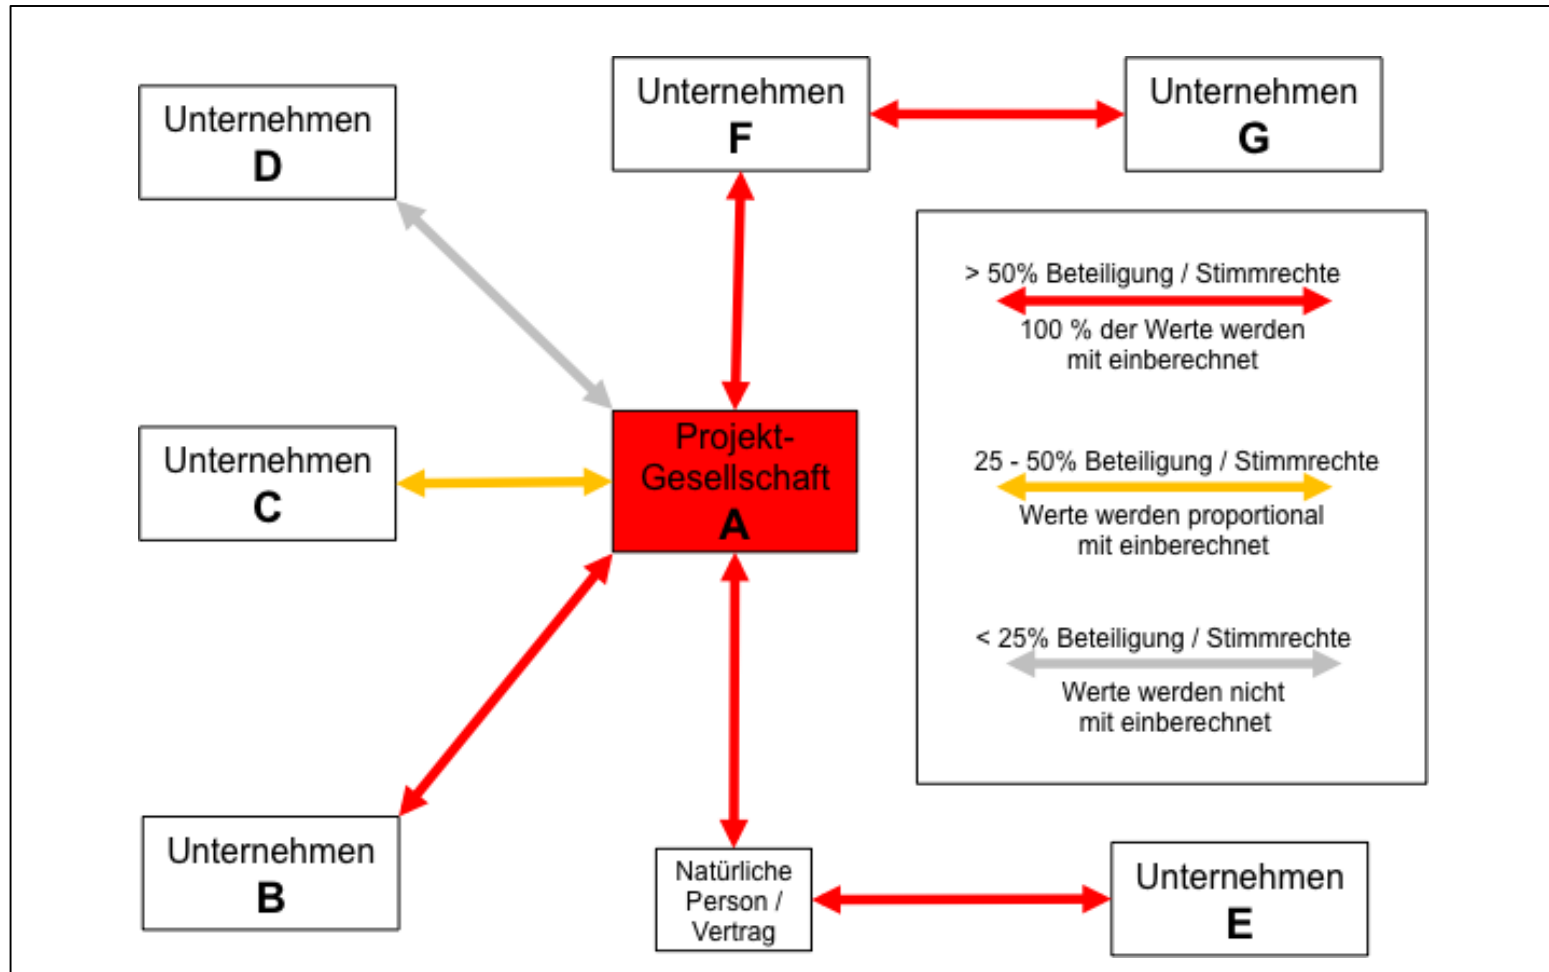 Unternehmen
D
Unternehmen
F
Unternehmen
G
Unternehmen
C
Projekt-
Gesellschaft
A
Unternehmen
B
Natürliche
Person /
Vertrag
Unternehmen
E
> 50% Beteiligung / Stimmrechte
100 % der Werte werden
mit einberechnet
25 - 50% Beteiligung / Stimmrechte
Werte werden proportional
mit einberechnet
< 25% Beteiligung / Stimmrechte
Werte werden nicht
mit einberechnet